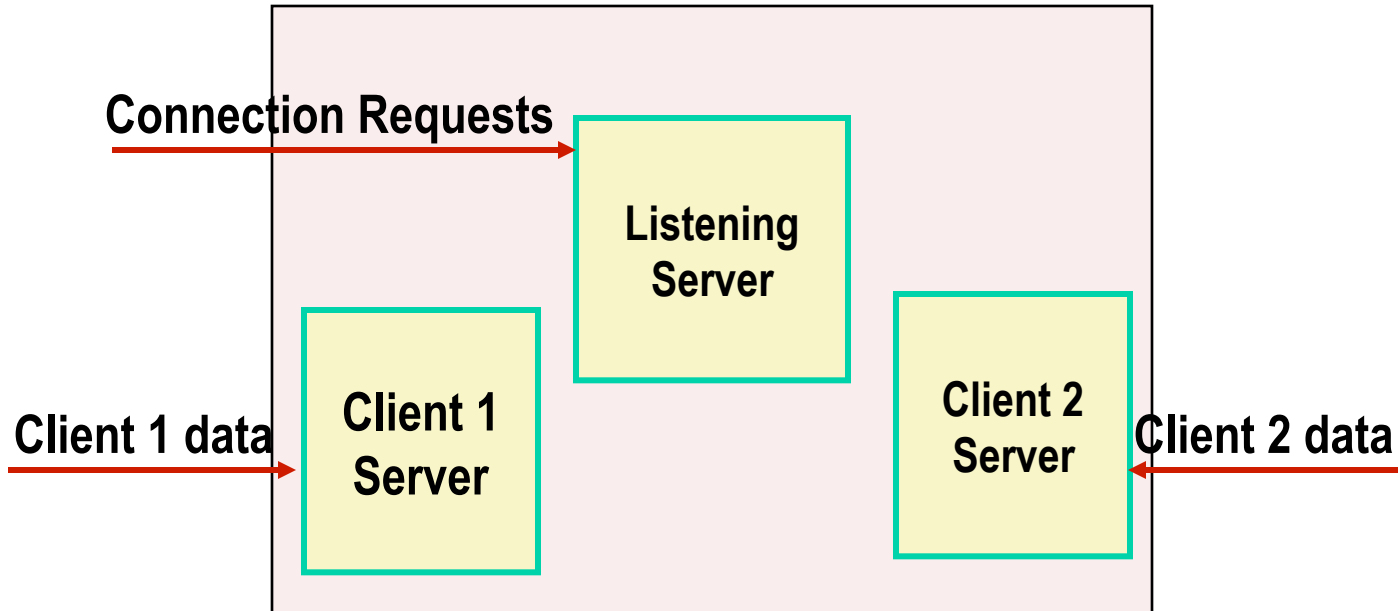 Connection Requests
Listening
Server
Client 1
Server
Client 2
Server
Client 1 data
Client 2 data